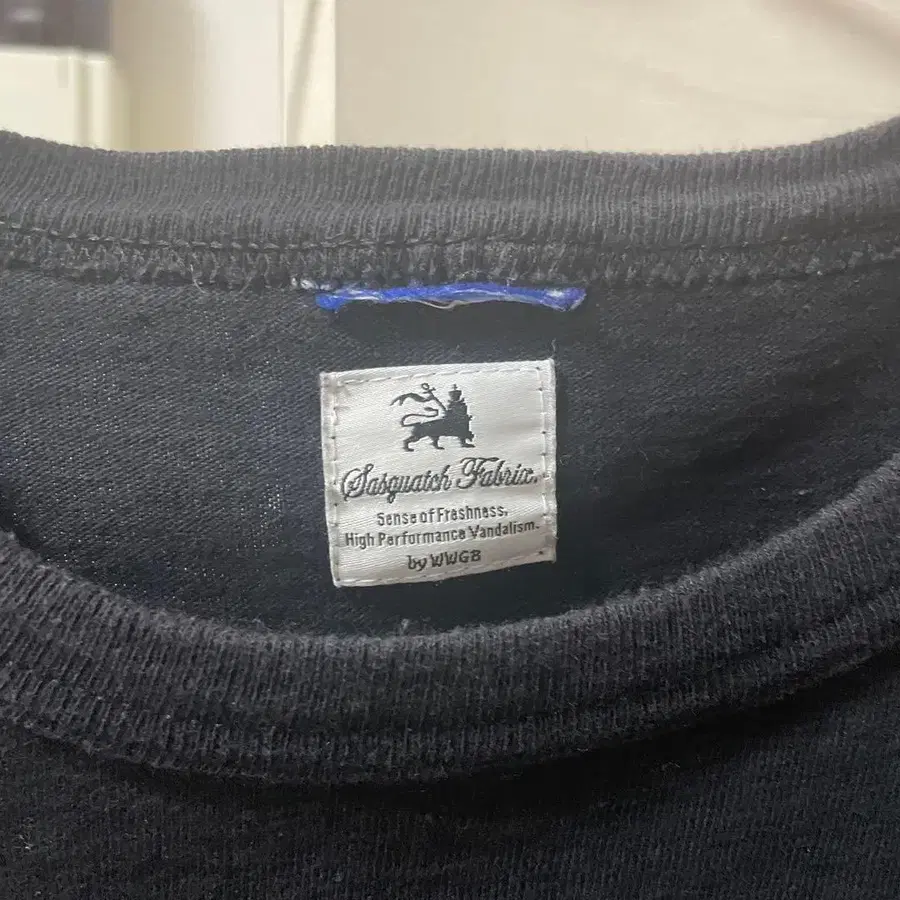 Sasquatch Fabrix.
Sense of Freshness,
High Performance Vandalism.
by WWGB